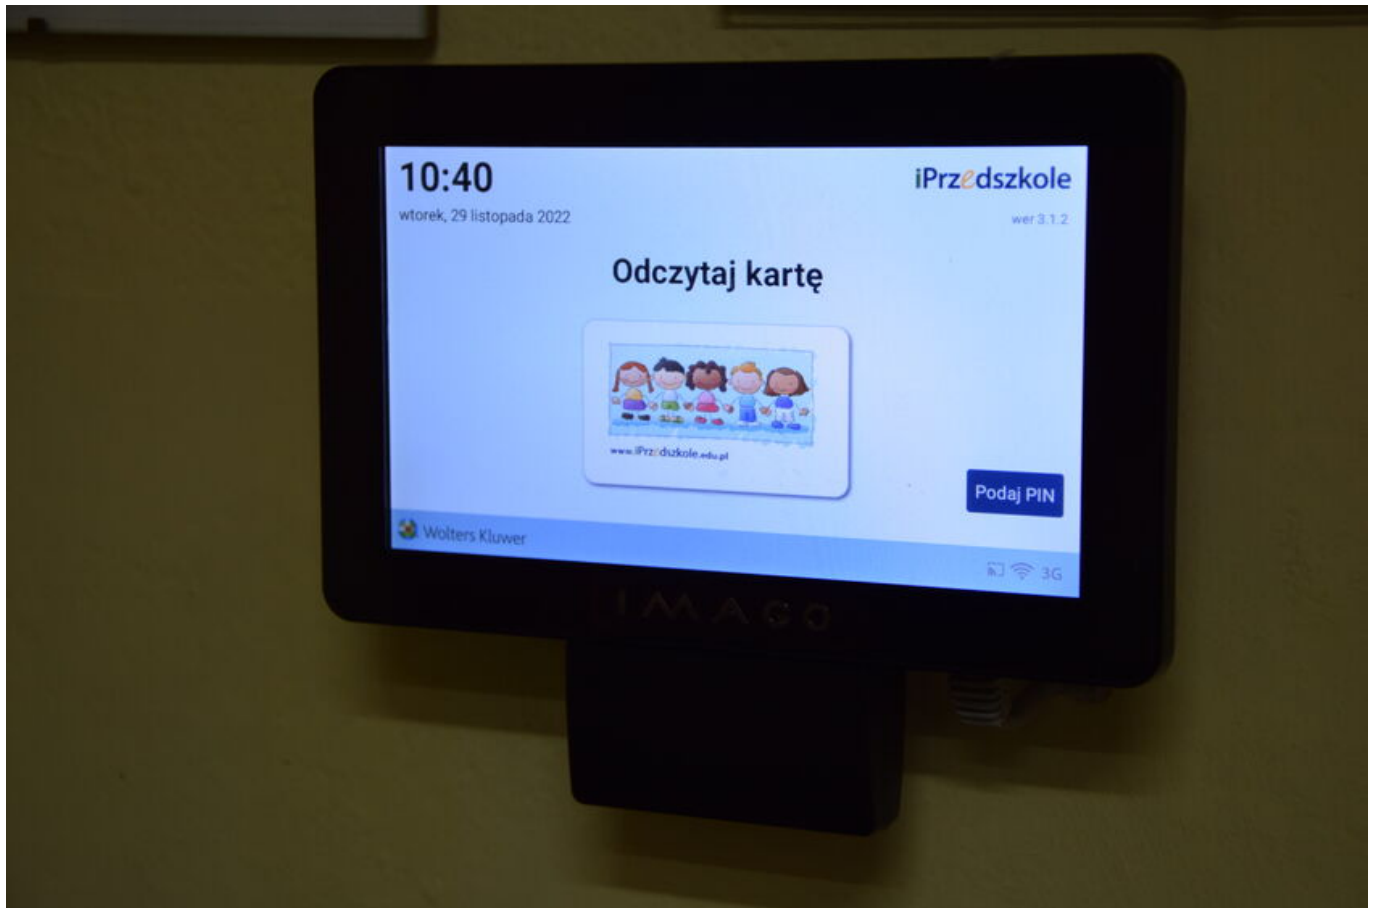 10:40
iPrzedszkole
wtorek, 29 listopada 2022
wer 3.1.2
Odczytaj kartę
www.iPrzedszkole.edu.pl
Podaj PIN
Wolters Kluwer
3G
IMAGO